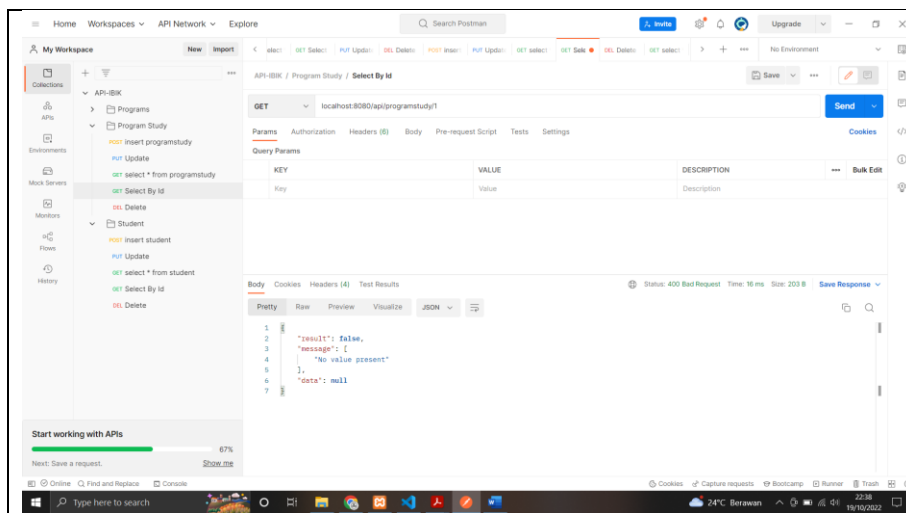 Home Workspaces API Network Explore Search Postman Invite Upgrade
My Workspace New Import GET Select PUT Updat DEL Delete POST inser PUT Updat GET select GET Sele DEL Delete GET select No Environment
Collections
APIs
Environments
Mock Servers
Monitors
Flows
History
API-IBIK
Programs
Program Study
POST insert programstudy
PUT Update
GET select * from programstudy
GET Select By Id
DEL Delete
Student
POST insert student
PUT Update
GET select * from student
GET Select By Id
DEL Delete
API-IBIK / Program Study / Select By Id Save
GET localhost:8080/api/programstudy/1 Send
Params Authorization Headers (6) Body Pre-request Script Tests Settings Cookies
Query Params
KEY VALUE DESCRIPTION Bulk Edit
Key Value Description
Body Cookies Headers (4) Test Results Status: 400 Bad Request Time: 16 ms Size: 203 B Save Response
Pretty Raw Preview Visualize JSON
1 {
2 "result": false,
3 "message": [
4 "No value present"
5 ],
6 "data": null
7 }
Start working with APIs
67%
Next: Save a request. Show me
Online Find and Replace Console Cookies Capture requests Bootcamp Runner Trash
Type here to search 24°C Berawan 22:38
19/10/2022